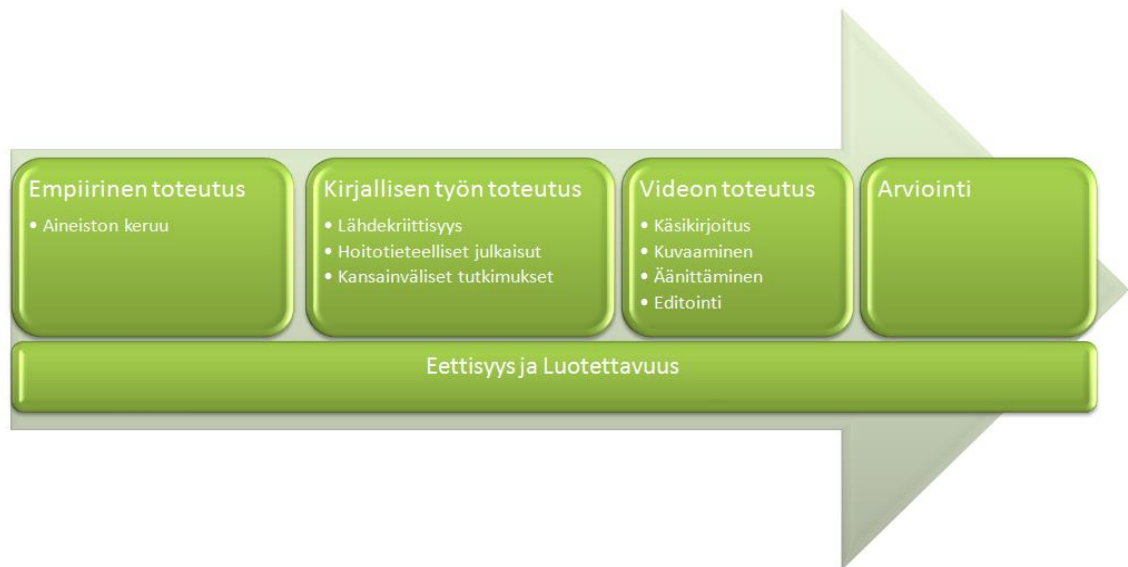 Empiirinen toteutus
• Aineiston keruu
Kirjallisen työn toteutus
• Lähdekriittisyys
• Hoitotieteelliset julkaisut
• Kansainväliset tutkimukset
Videon toteutus
• Käsikirjoitus
• Kuvaaminen
• Äänittäminen
• Editointi
Arviointi
Eettisyys ja Luotettavuus